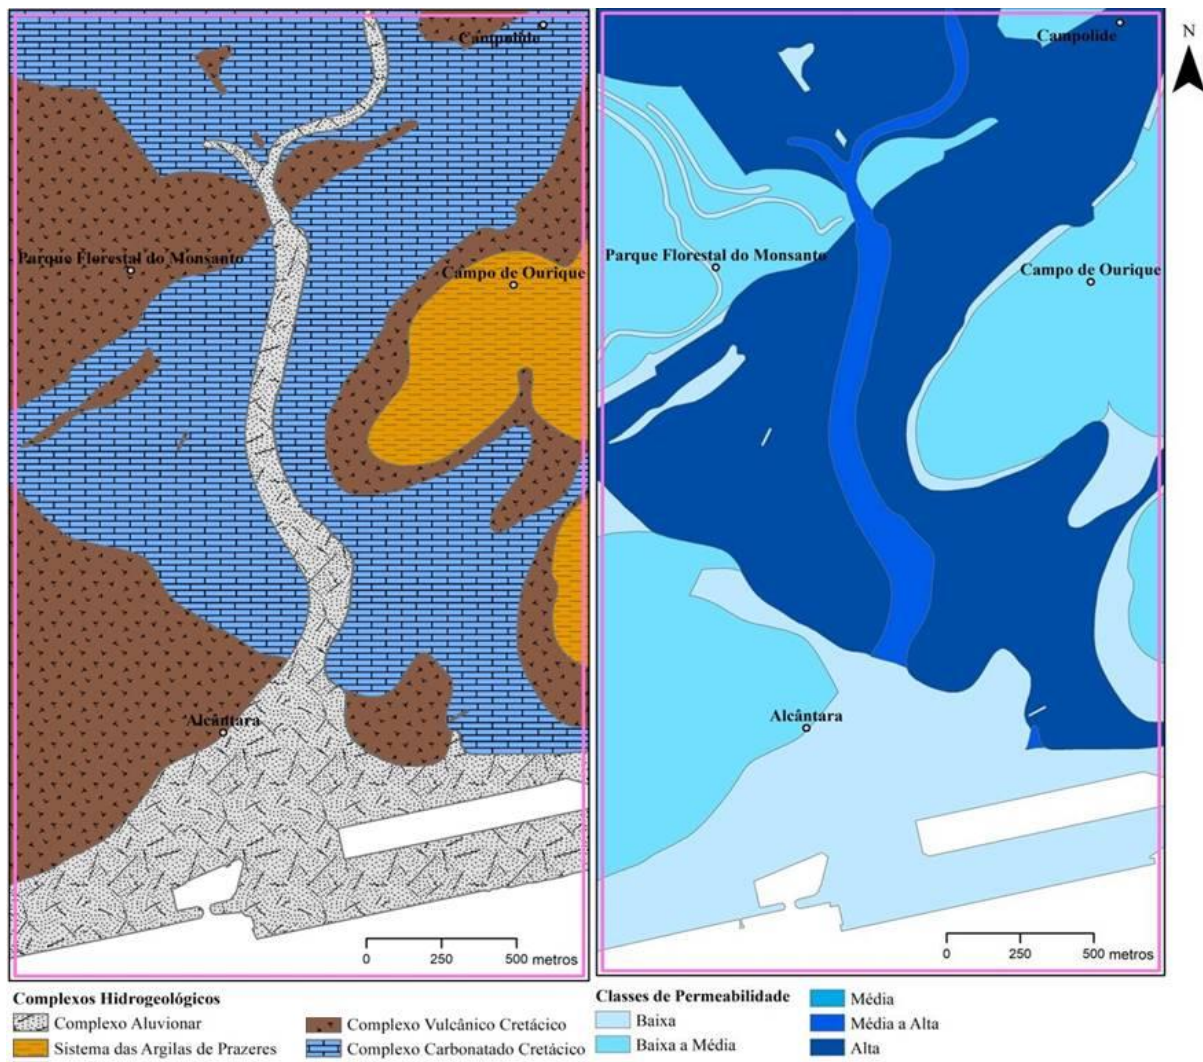 Campolide
Parque Florestal do Monsanto
Campo de Ourique
Alcântara
0 250 500 metros
Campolide
Parque Florestal do Monsanto
Campo de Ourique
Alcântara
0 250 500 metros
N
Complexos Hidrogeológicos
Complexo Aluvionar
Sistema das Argilas de Prazeres
Complexo Vulcânico Cretácico
Complexo Carbonatado Cretácico
Classes de Permeabilidade
Baixa
Baixa a Média
Média
Média a Alta
Alta